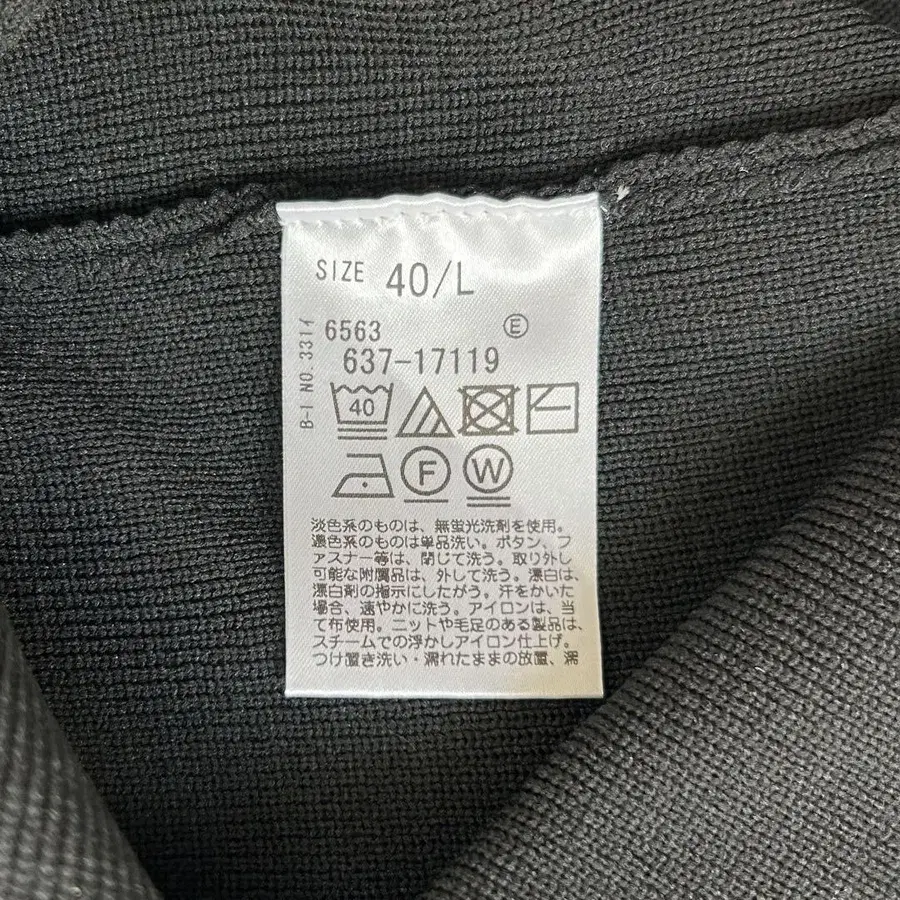 SIZE 40/L
B-I NO. 3314
6563 E
637-17119
40
F W
淡色系のものは、無蛍光洗剤を使用。
濃色系のものは単品洗い。ボタン、フ
ァスナー等は、閉じて洗う。取り外し
可能な附属品は、外して洗う。漂白は、
漂白剤の指示にしたがう。汗をかいた
場合、速やかに洗う。アイロンは、当
て布使用。ニットや毛足のある製品は、
スチームでの浮かしアイロン仕上げ。
つけ置き洗い・濡れたままの放置、濡